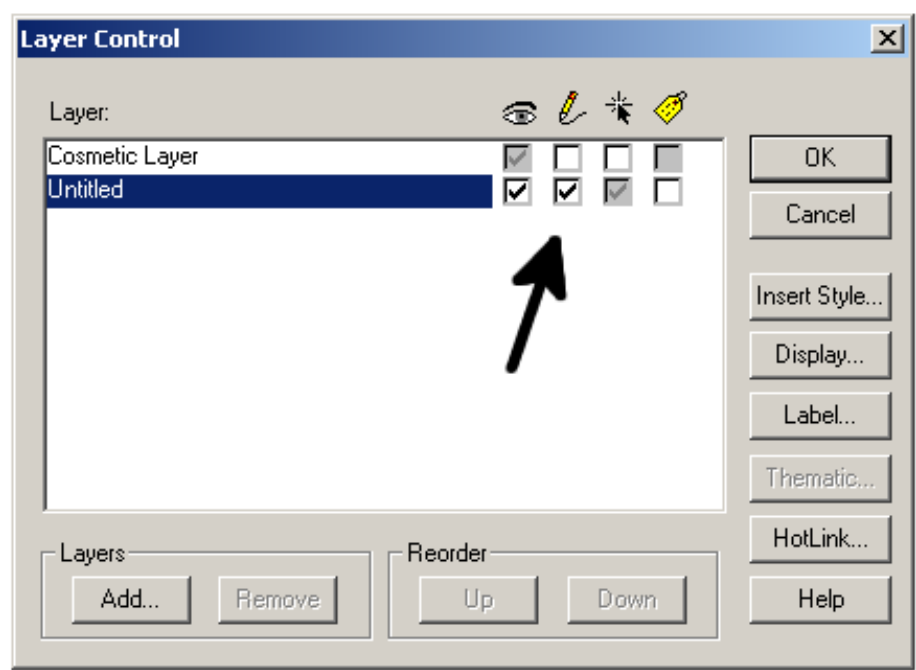 Layer Control
Layer:
Cosmetic Layer
Untitled
OK
Cancel
Insert Style...
Display...
Label...
Thematic...
HotLink...
Help
Layers
Add...
Remove
Reorder
Up
Down